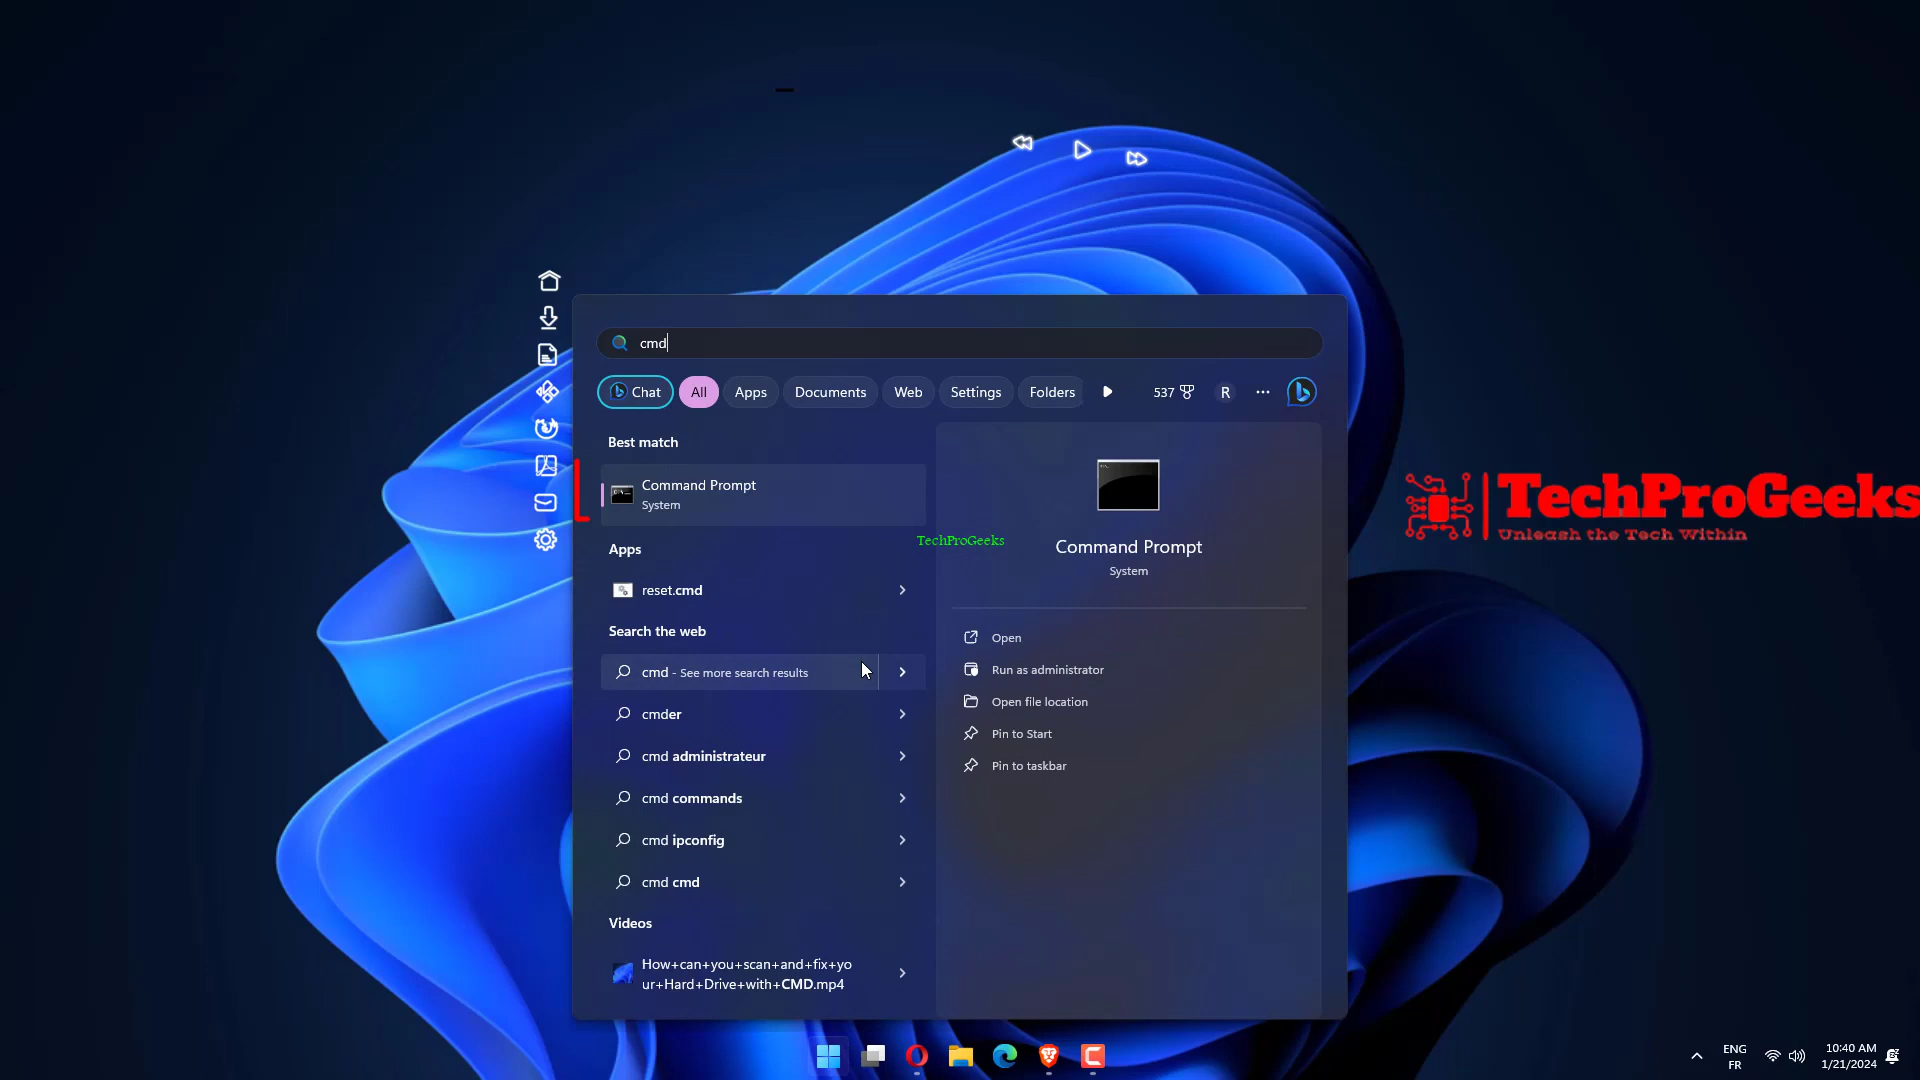 cmd
Chat
All
Apps
Documents
Web
Settings
Folders
537
R
Best match
Command Prompt
System
Apps
reset.cmd
Search the web
cmd - See more search results
cmder
cmd administrateur
cmd commands
cmd ipconfig
cmd cmd
Videos
How+can+you+scan+and+fix+yo
ur+Hard+Drive+with+CMD.mp4
TechProGeeks
Command Prompt
System
Open
Run as administrator
Open file location
Pin to Start
Pin to taskbar
TechProGeeks
Unleash the Tech Within
ENG
FR
10:40 AM
1/21/2024